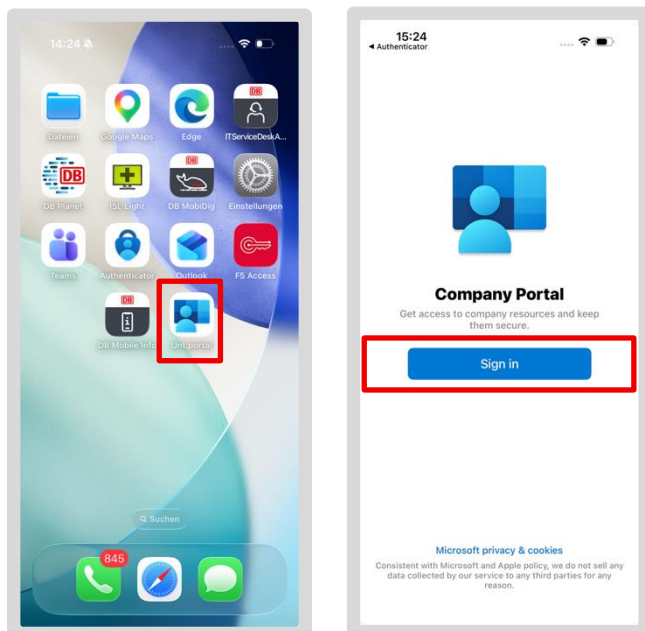 14:24
DB
Dateien
Google Maps
Edge
ITServiceDeskA...
DB
DB
DB Planet
ISL Light
DB MobiDig
Einstellungen
Teams
Authenticator
Outlook
F5 Access
DB
DB Mobile Info
Unt.portal
Suchen
845
15:24
◀ Authenticator
Company Portal
Get access to company resources and keep
them secure.
Sign in
Microsoft privacy & cookies
Consistent with Microsoft and Apple policy, we do not sell any
data collected by our service to any third parties for any
reason.